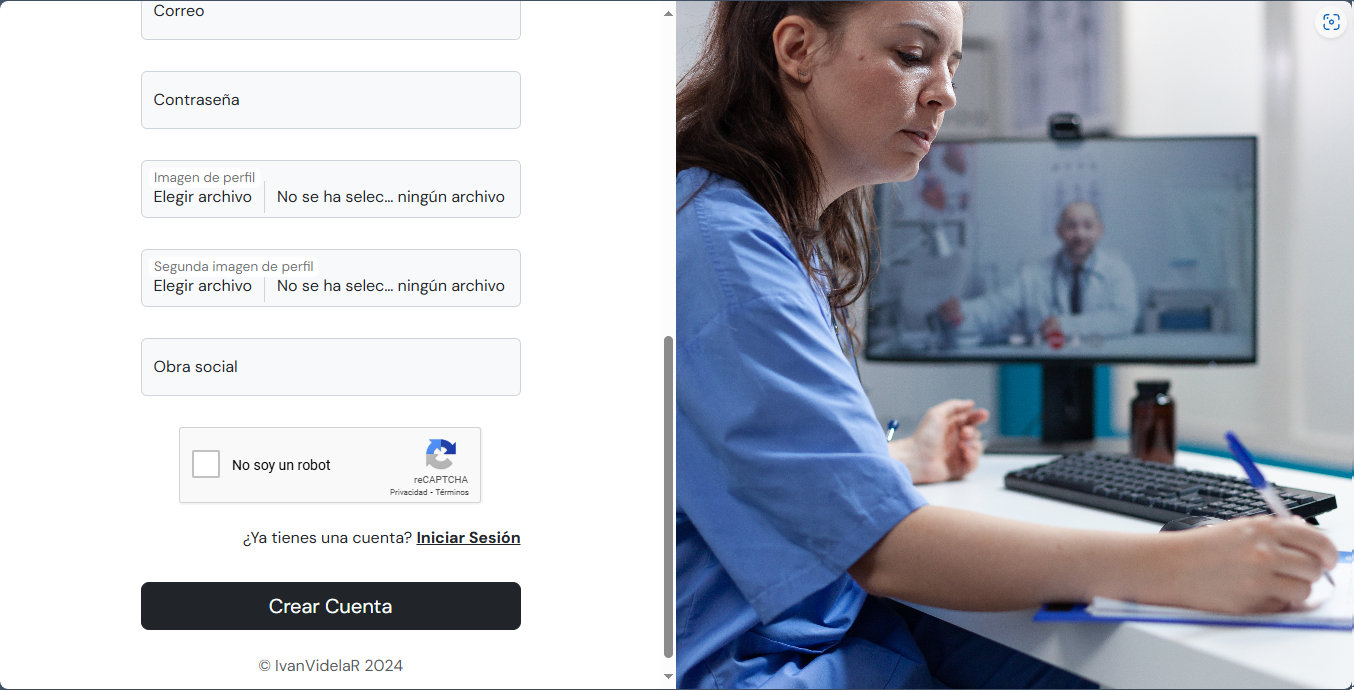 Correo
Contraseña
Imagen de perfil
Elegir archivo No se ha selec... ningún archivo
Segunda imagen de perfil
Elegir archivo No se ha selec... ningún archivo
Obra social
No soy un robot
reCAPTCHA
Privacidad - Términos
¿Ya tienes una cuenta? Iniciar Sesión
Crear Cuenta
© IvanVidelaR 2024